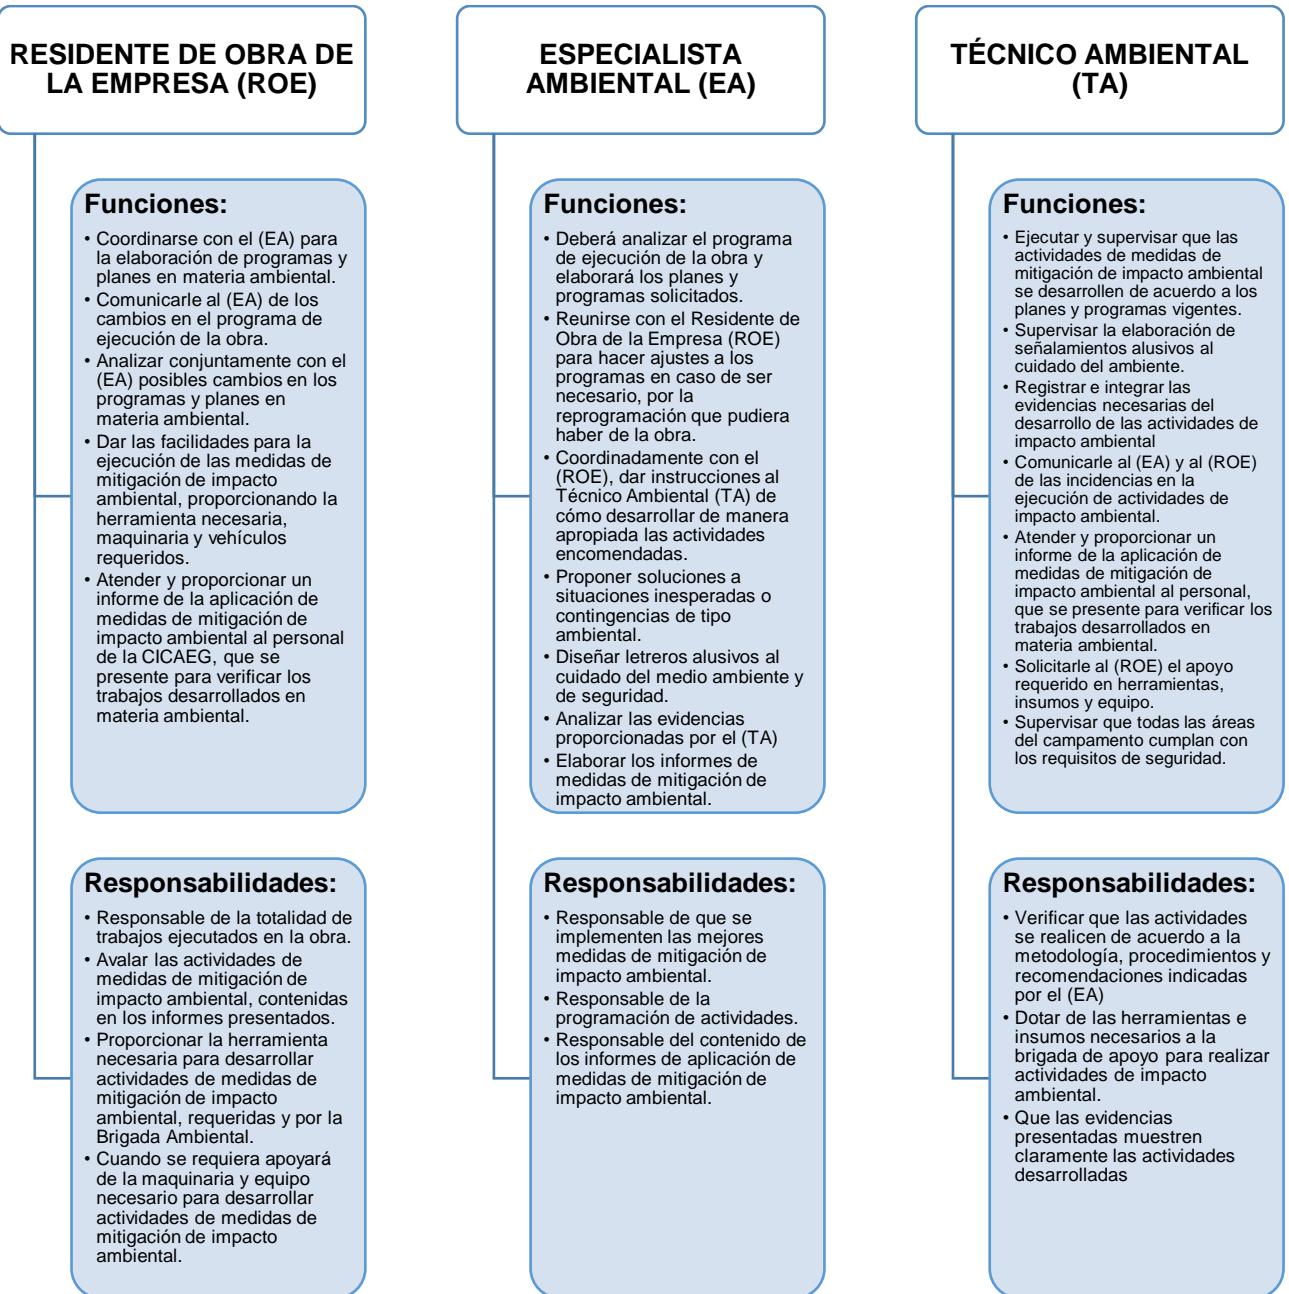 RESIDENTE DE OBRA DE
LA EMPRESA (ROE)
Funciones:
• Coordinarse con el (EA) para
la elaboración de programas y
planes en materia ambiental.
• Comunicarle al (EA) de los
cambios en el programa de
ejecución de la obra.
• Analizar conjuntamente con el
(EA) posibles cambios en los
programas y planes en
materia ambiental.
• Dar las facilidades para la
ejecución de las medidas de
mitigación de impacto
ambiental, proporcionando la
herramienta necesaria,
maquinaria y vehículos
requeridos.
• Atender y proporcionar un
informe de la aplicación de
medidas de mitigación de
impacto ambiental al personal
de la CICAEG, que se
presente para verificar los
trabajos desarrollados en
materia ambiental.
Responsabilidades:
• Responsable de la totalidad de
trabajos ejecutados en la obra.
• Avalar las actividades de
medidas de mitigación de
impacto ambiental, contenidas
en los informes presentados.
• Proporcionar la herramienta
necesaria para desarrollar
actividades de medidas de
mitigación de impacto
ambiental, requeridas y por la
Brigada Ambiental.
• Cuando se requiera apoyará
de la maquinaria y equipo
necesario para desarrollar
actividades de medidas de
mitigación de impacto
ambiental.
ESPECIALISTA
AMBIENTAL (EA)
Funciones:
• Deberá analizar el programa
de ejecución de la obra y
elaborará los planes y
programas solicitados.
• Reunirse con el Residente de
Obra de la Empresa (ROE)
para hacer ajustes a los
programas en caso de ser
necesario, por la
reprogramación que pudiera
haber de la obra.
• Coordinadamente con el
(ROE), dar instrucciones al
Técnico Ambiental (TA) de
cómo desarrollar de manera
apropiada las actividades
encomendadas.
• Proponer soluciones a
situaciones inesperadas o
contingencias de tipo
ambiental.
• Diseñar letreros alusivos al
cuidado del medio ambiente y
de seguridad.
• Analizar las evidencias
proporcionadas por el (TA)
• Elaborar los informes de
medidas de mitigación de
impacto ambiental.
Responsabilidades:
• Responsable de que se
implementen las mejores
medidas de mitigación de
impacto ambiental.
• Responsable de la
programación de actividades.
• Responsable del contenido de
los informes de aplicación de
medidas de mitigación de
impacto ambiental.
TÉCNICO AMBIENTAL
(TA)
Funciones:
• Ejecutar y supervisar que las
actividades de medidas de
mitigación de impacto ambiental
se desarrollen de acuerdo a los
planes y programas vigentes.
• Supervisar la elaboración de
señalamientos alusivos al
cuidado del ambiente.
• Registrar e integrar las
evidencias necesarias del
desarrollo de las actividades de
impacto ambiental
• Comunicarle al (EA) y al (ROE)
de las incidencias en la
ejecución de actividades de
impacto ambiental.
• Atender y proporcionar un
informe de la aplicación de
medidas de mitigación de
impacto ambiental al personal,
que se presente para verificar los
trabajos desarrollados en
materia ambiental.
• Solicitarle al (ROE) el apoyo
requerido en herramientas,
insumos y equipo.
• Supervisar que todas las áreas
del campamento cumplan con
los requisitos de seguridad.
Responsabilidades:
• Verificar que las actividades
se realicen de acuerdo a la
metodología, procedimientos y
recomendaciones indicadas
por el (EA)
• Dotar de las herramientas e
insumos necesarios a la
brigada de apoyo para realizar
actividades de impacto
ambiental.
• Que las evidencias
presentadas muestren
claramente las actividades
desarrolladas